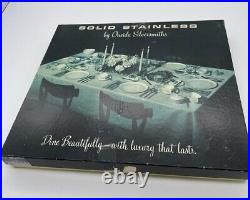 SOLID STAINLESS
by Oneida Silversmiths
Dine Beautifully—with luxury that lasts.